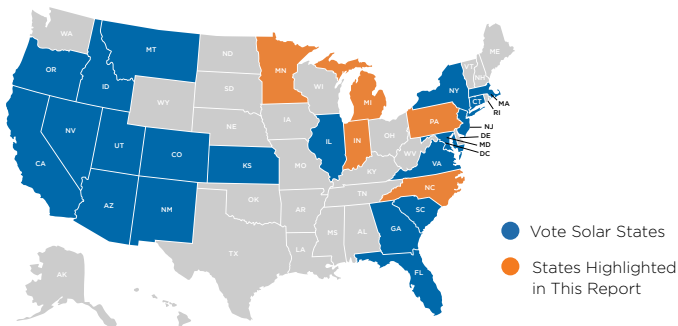 WA
MT
ND
MN
VT
ME
NH
OR
ID
SD
WI
MI
NY
MA
CT
RI
WY
IA
PA
NJ
NE
OH
DE
NV
UT
CO
IL
IN
WV
MD
DC
CA
KS
MO
KY
VA
AZ
NM
OK
AR
TN
NC
SC
MS
AL
GA
TX
LA
FL
AK
Vote Solar States
States Highlighted
in This Report